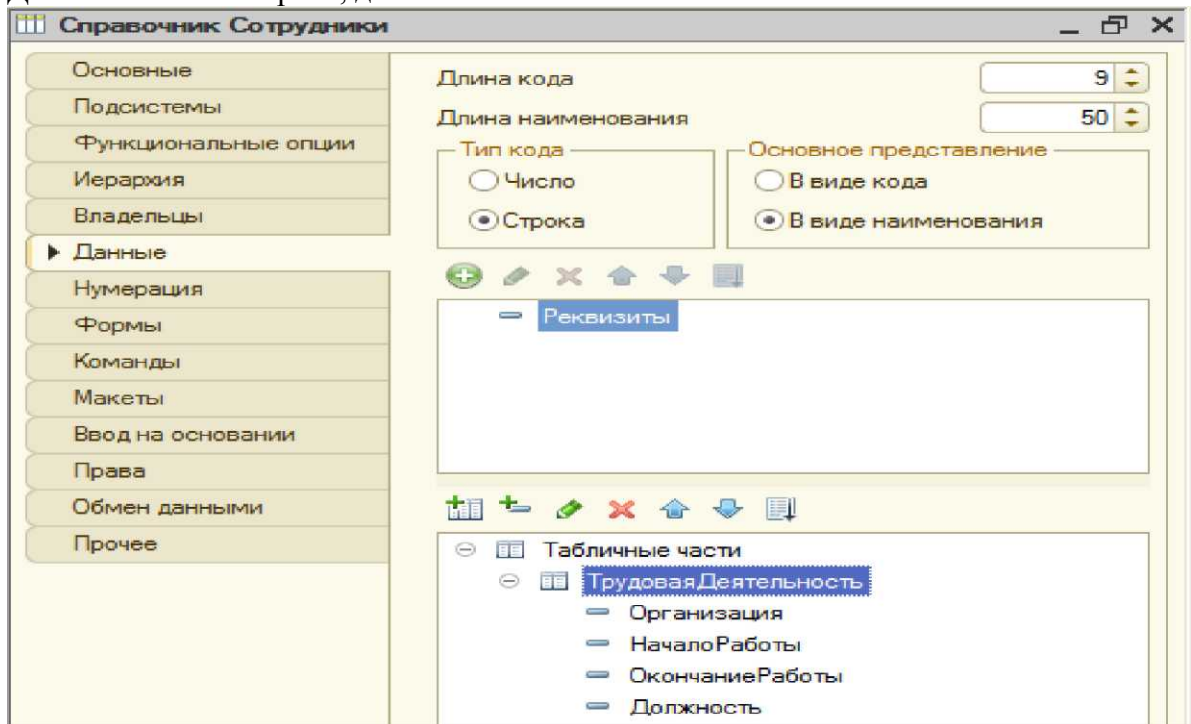 Справочник Сотрудники
Основные
Подсистемы
Функциональные опции
Иерархия
Владельцы
Данные
Нумерация
Формы
Команды
Макеты
Ввод на основании
Права
Обмен данными
Прочее
Длина кода 9
Длина наименования 50
Тип кода
Число
Строка
Основное представление
В виде кода
В виде наименования
Реквизиты
Табличные части
ТрудоваяДеятельность
Организация
НачалоРаботы
ОкончаниеРаботы
Должность